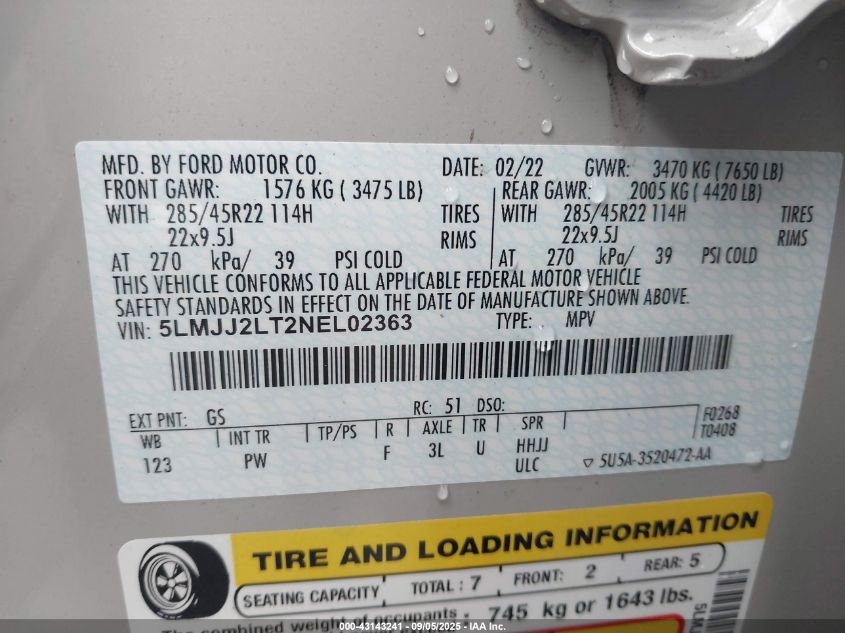 MFD. BY FORD MOTOR CO. DATE: 02/22 GVWR: 3470 KG ( 7650 LB)
FRONT GAWR: 1576 KG ( 3475 LB) REAR GAWR: 2005 KG ( 4420 LB)
WITH 285/45R22 114H TIRES WITH 285/45R22 114H TIRES
22x9.5J RIMS 22x9.5J RIMS
AT 270 kPa/ 39 PSI COLD AT 270 kPa/ 39 PSI COLD
THIS VEHICLE CONFORMS TO ALL APPLICABLE FEDERAL MOTOR VEHICLE
SAFETY STANDARDS IN EFFECT ON THE DATE OF MANUFACTURE SHOWN ABOVE.
VIN: 5LMJJ2LT2NEL02363 TYPE: MPV
EXT PNT: GS RC: 51 DSO: F0268
WB INT TR TP/PS R AXLE TR SPR T0408
123 PW F 3L U HHJJ
ULC ▽ 5U5A-3520472-AA
TIRE AND LOADING INFORMATION
SEATING CAPACITY TOTAL : 7 FRONT: 2 REAR: 5
The combined weight of occupants 745 kg or 1643 lbs.
000-43143241 - 09/05/2025 - IAA Inc.